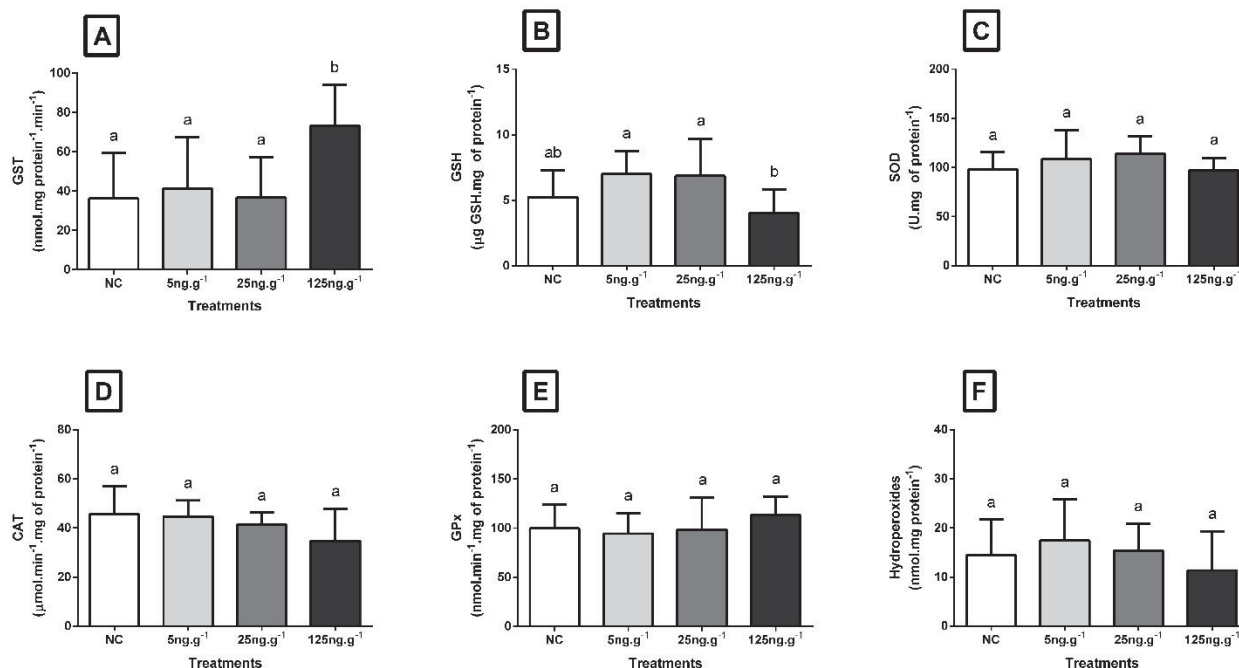 A
GST
(nmol.mg protein⁻¹.min⁻¹)
100
80
60
40
20
0
a
a
a
b
NC
5ng.g⁻¹
25ng.g⁻¹
125ng.g⁻¹
Treatments
B
GSH
(µg GSH.mg of protein⁻¹)
15
10
5
0
ab
a
a
b
NC
5ng.g⁻¹
25ng.g⁻¹
125ng.g⁻¹
Treatments
C
SOD
(U.mg of protein⁻¹)
200
150
100
50
0
a
a
a
a
NC
5ng.g⁻¹
25ng.g⁻¹
125ng.g⁻¹
Treatments
D
CAT
(µmol.min⁻¹.mg of protein⁻¹)
80
60
40
20
0
a
a
a
a
NC
5ng.g⁻¹
25ng.g⁻¹
125ng.g⁻¹
Treatments
E
GPx
(nmol.min⁻¹.mg of protein⁻¹)
200
150
100
50
0
a
a
a
a
NC
5ng.g⁻¹
25ng.g⁻¹
125ng.g⁻¹
Treatments
F
Hydroperoxides
(nmol.mg protein⁻¹)
40
30
20
10
0
a
a
a
a
NC
5ng.g⁻¹
25ng.g⁻¹
125ng.g⁻¹
Treatments